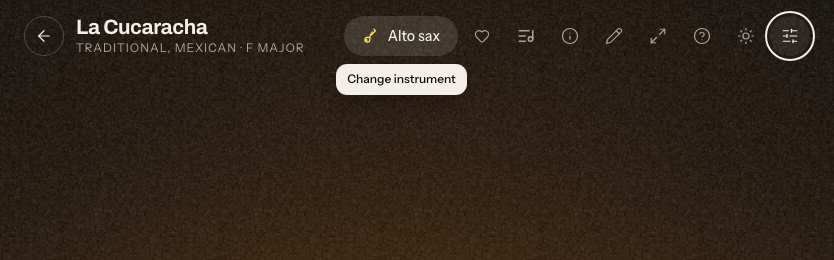 La Cucaracha
TRADITIONAL, MEXICAN · F MAJOR
Alto sax
Change instrument